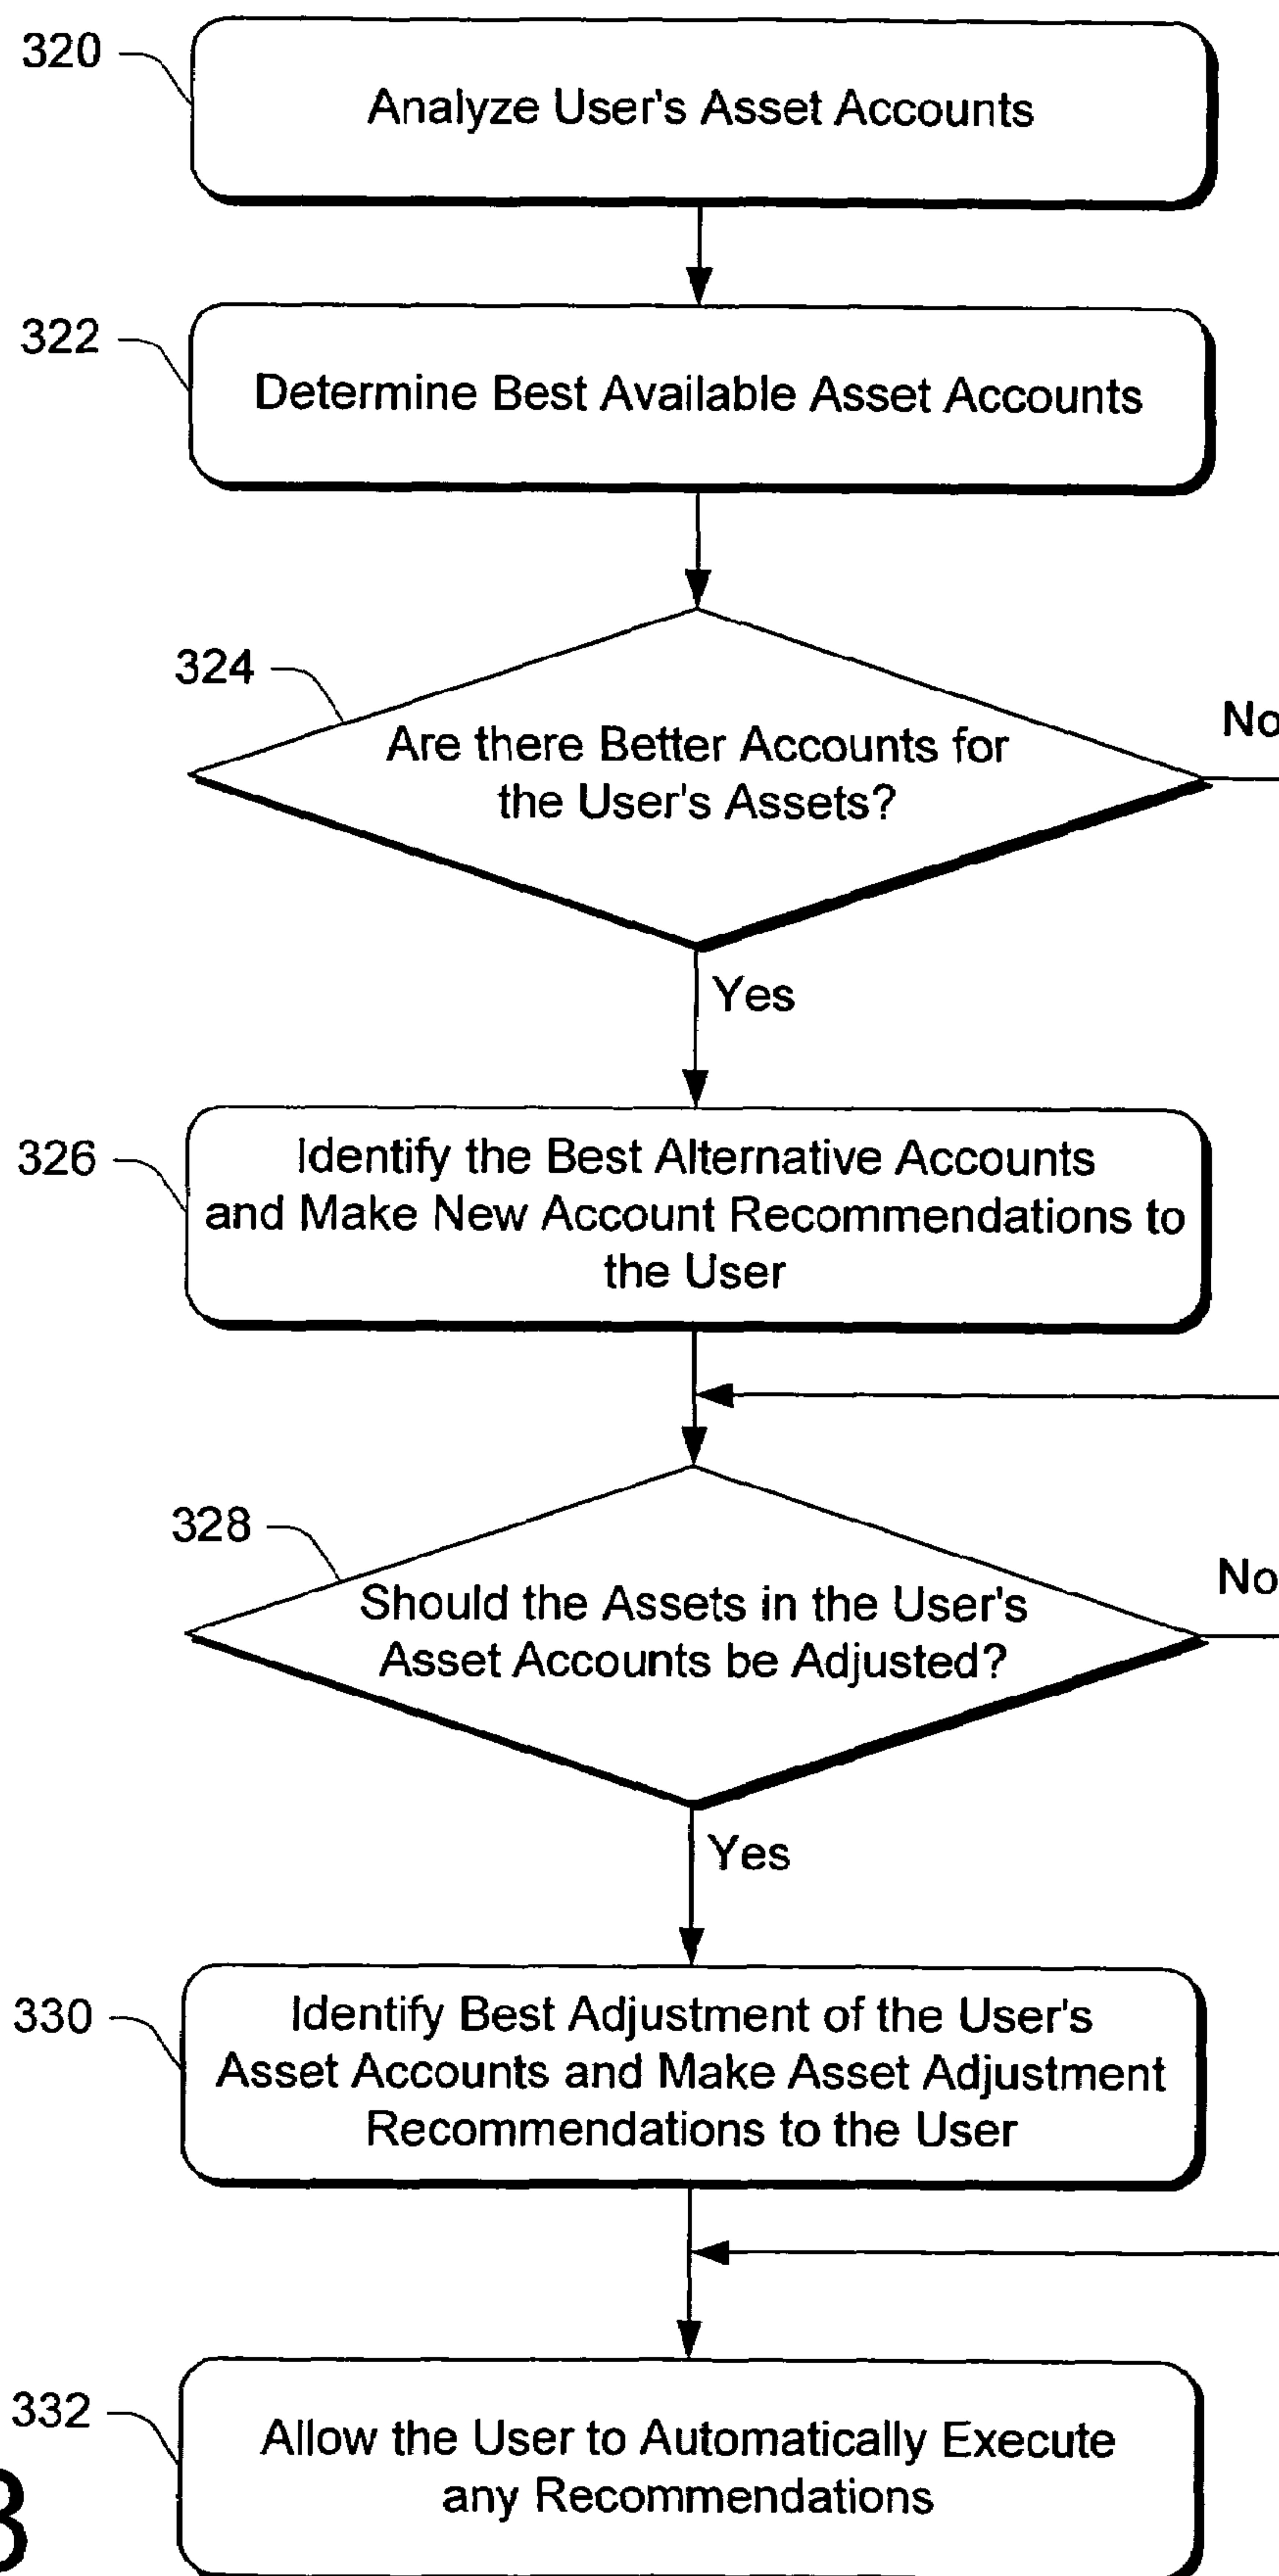 320
Analyze User's Asset Accounts
322
Determine Best Available Asset Accounts
324
Are there Better Accounts for
the User's Assets?
No
Yes
326
Identify the Best Alternative Accounts
and Make New Account Recommendations to
the User
328
Should the Assets in the User's
Asset Accounts be Adjusted?
No
Yes
330
Identify Best Adjustment of the User's
Asset Accounts and Make Asset Adjustment
Recommendations to the User
332
Allow the User to Automatically Execute
any Recommendations